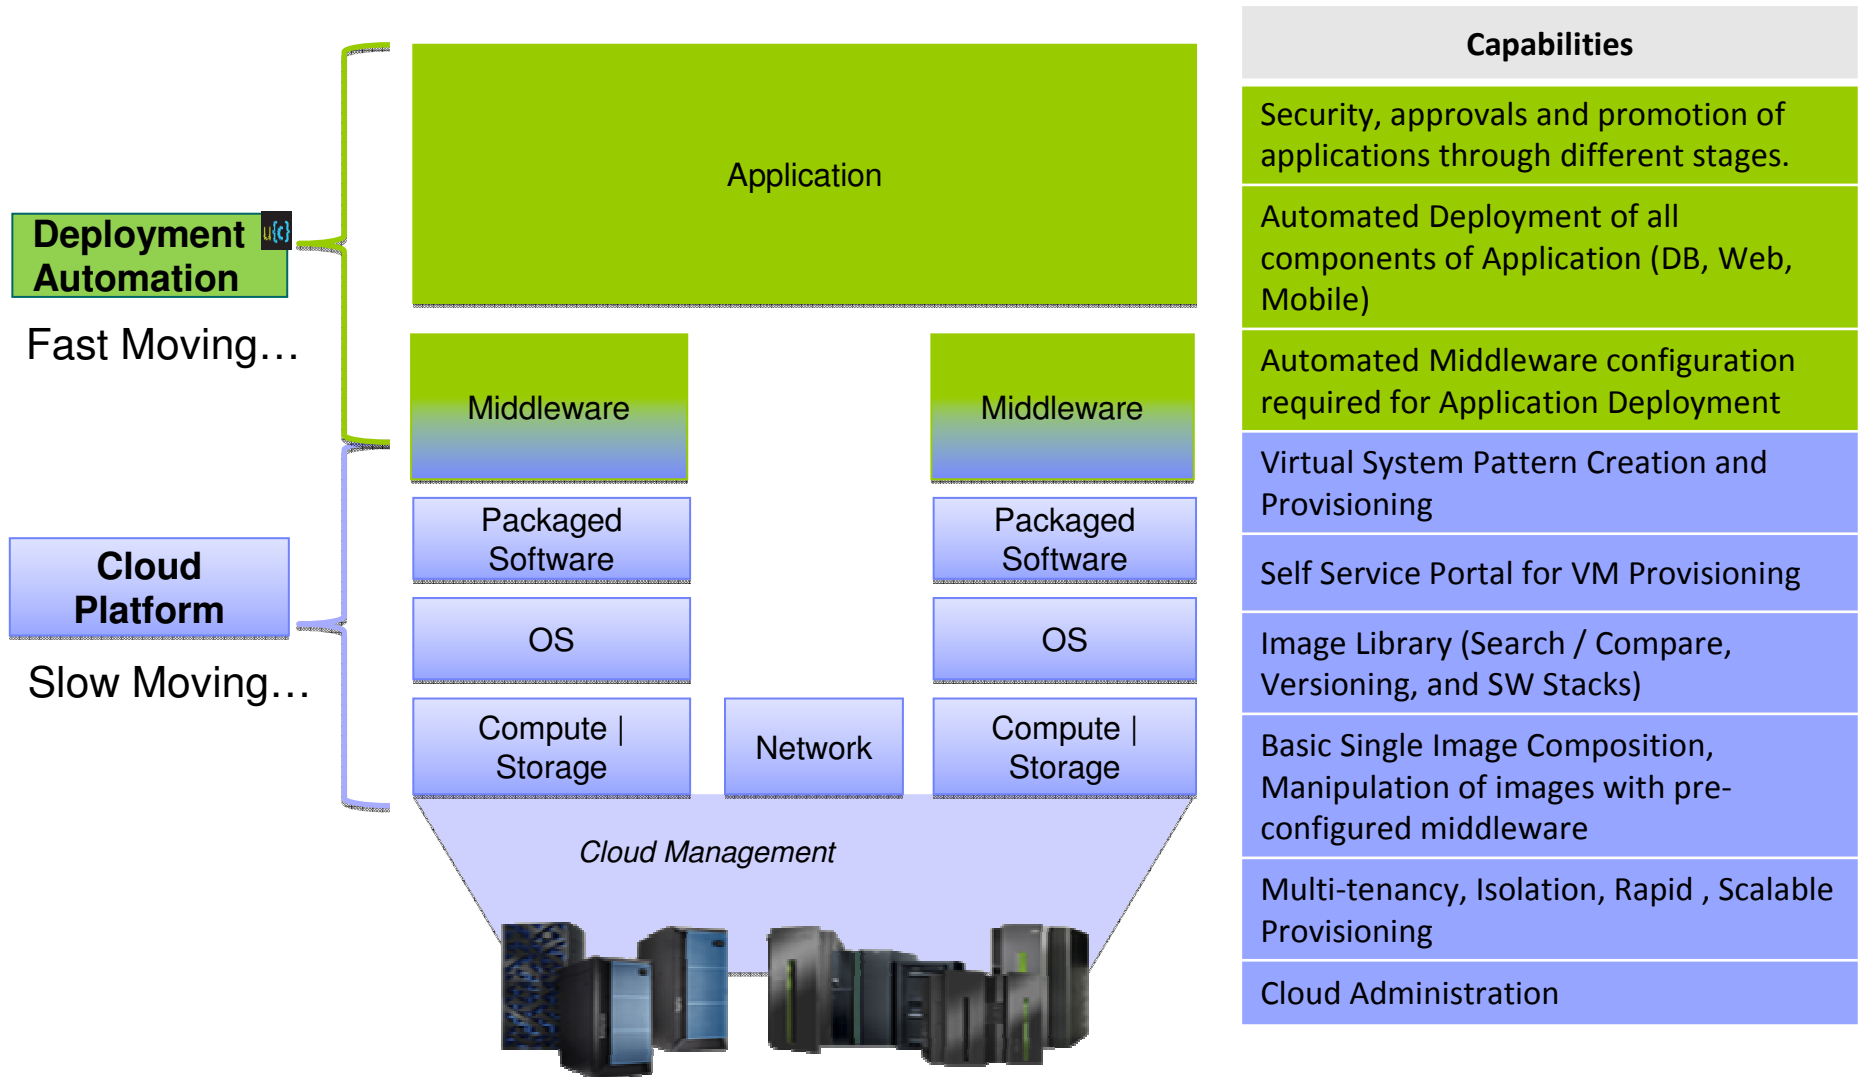 Deployment
Automation
u{c}
Fast Moving…
Cloud
Platform
Slow Moving…
Application
Middleware
Middleware
Packaged
Software
Packaged
Software
OS
OS
Compute |
Storage
Network
Compute |
Storage
Cloud Management
Capabilities
Security, approvals and promotion of
applications through different stages.
Automated Deployment of all
components of Application (DB, Web,
Mobile)
Automated Middleware configuration
required for Application Deployment
Virtual System Pattern Creation and
Provisioning
Self Service Portal for VM Provisioning
Image Library (Search / Compare,
Versioning, and SW Stacks)
Basic Single Image Composition,
Manipulation of images with pre-
configured middleware
Multi-tenancy, Isolation, Rapid , Scalable
Provisioning
Cloud Administration